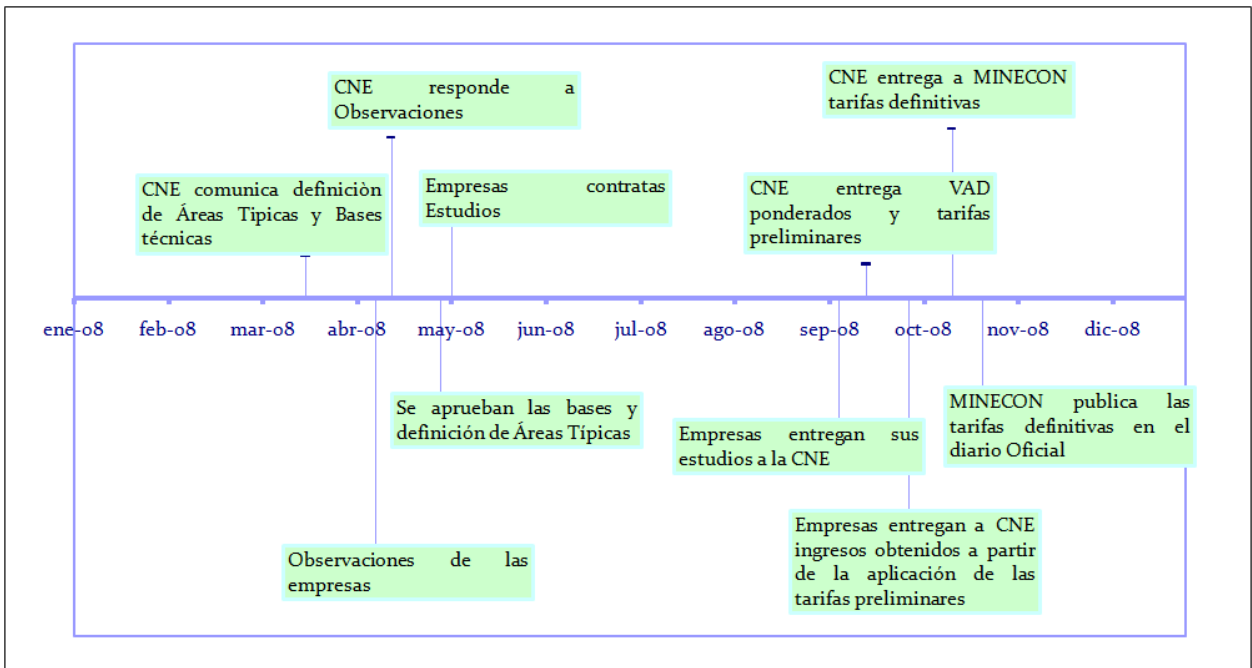 CNE responde a
Observaciones
CNE entrega a MINECON
tarifas definitivas
CNE comunica definiciòn
de Áreas Tipicas y Bases
técnicas
Empresas contratas
Estudios
CNE entrega VAD
ponderados y tarifas
preliminares
ene-08 feb-08 mar-08 abr-08 may-08 jun-08 jul-08 ago-08 sep-08 oct-08 nov-08 dic-08
Se aprueban las bases y
definición de Áreas Típicas
Empresas entregan sus
estudios a la CNE
MINECON publica las
tarifas definitivas en el
diario Oficial
Observaciones de las
empresas
Empresas entregan a CNE
ingresos obtenidos a partir
de la aplicación de las
tarifas preliminares